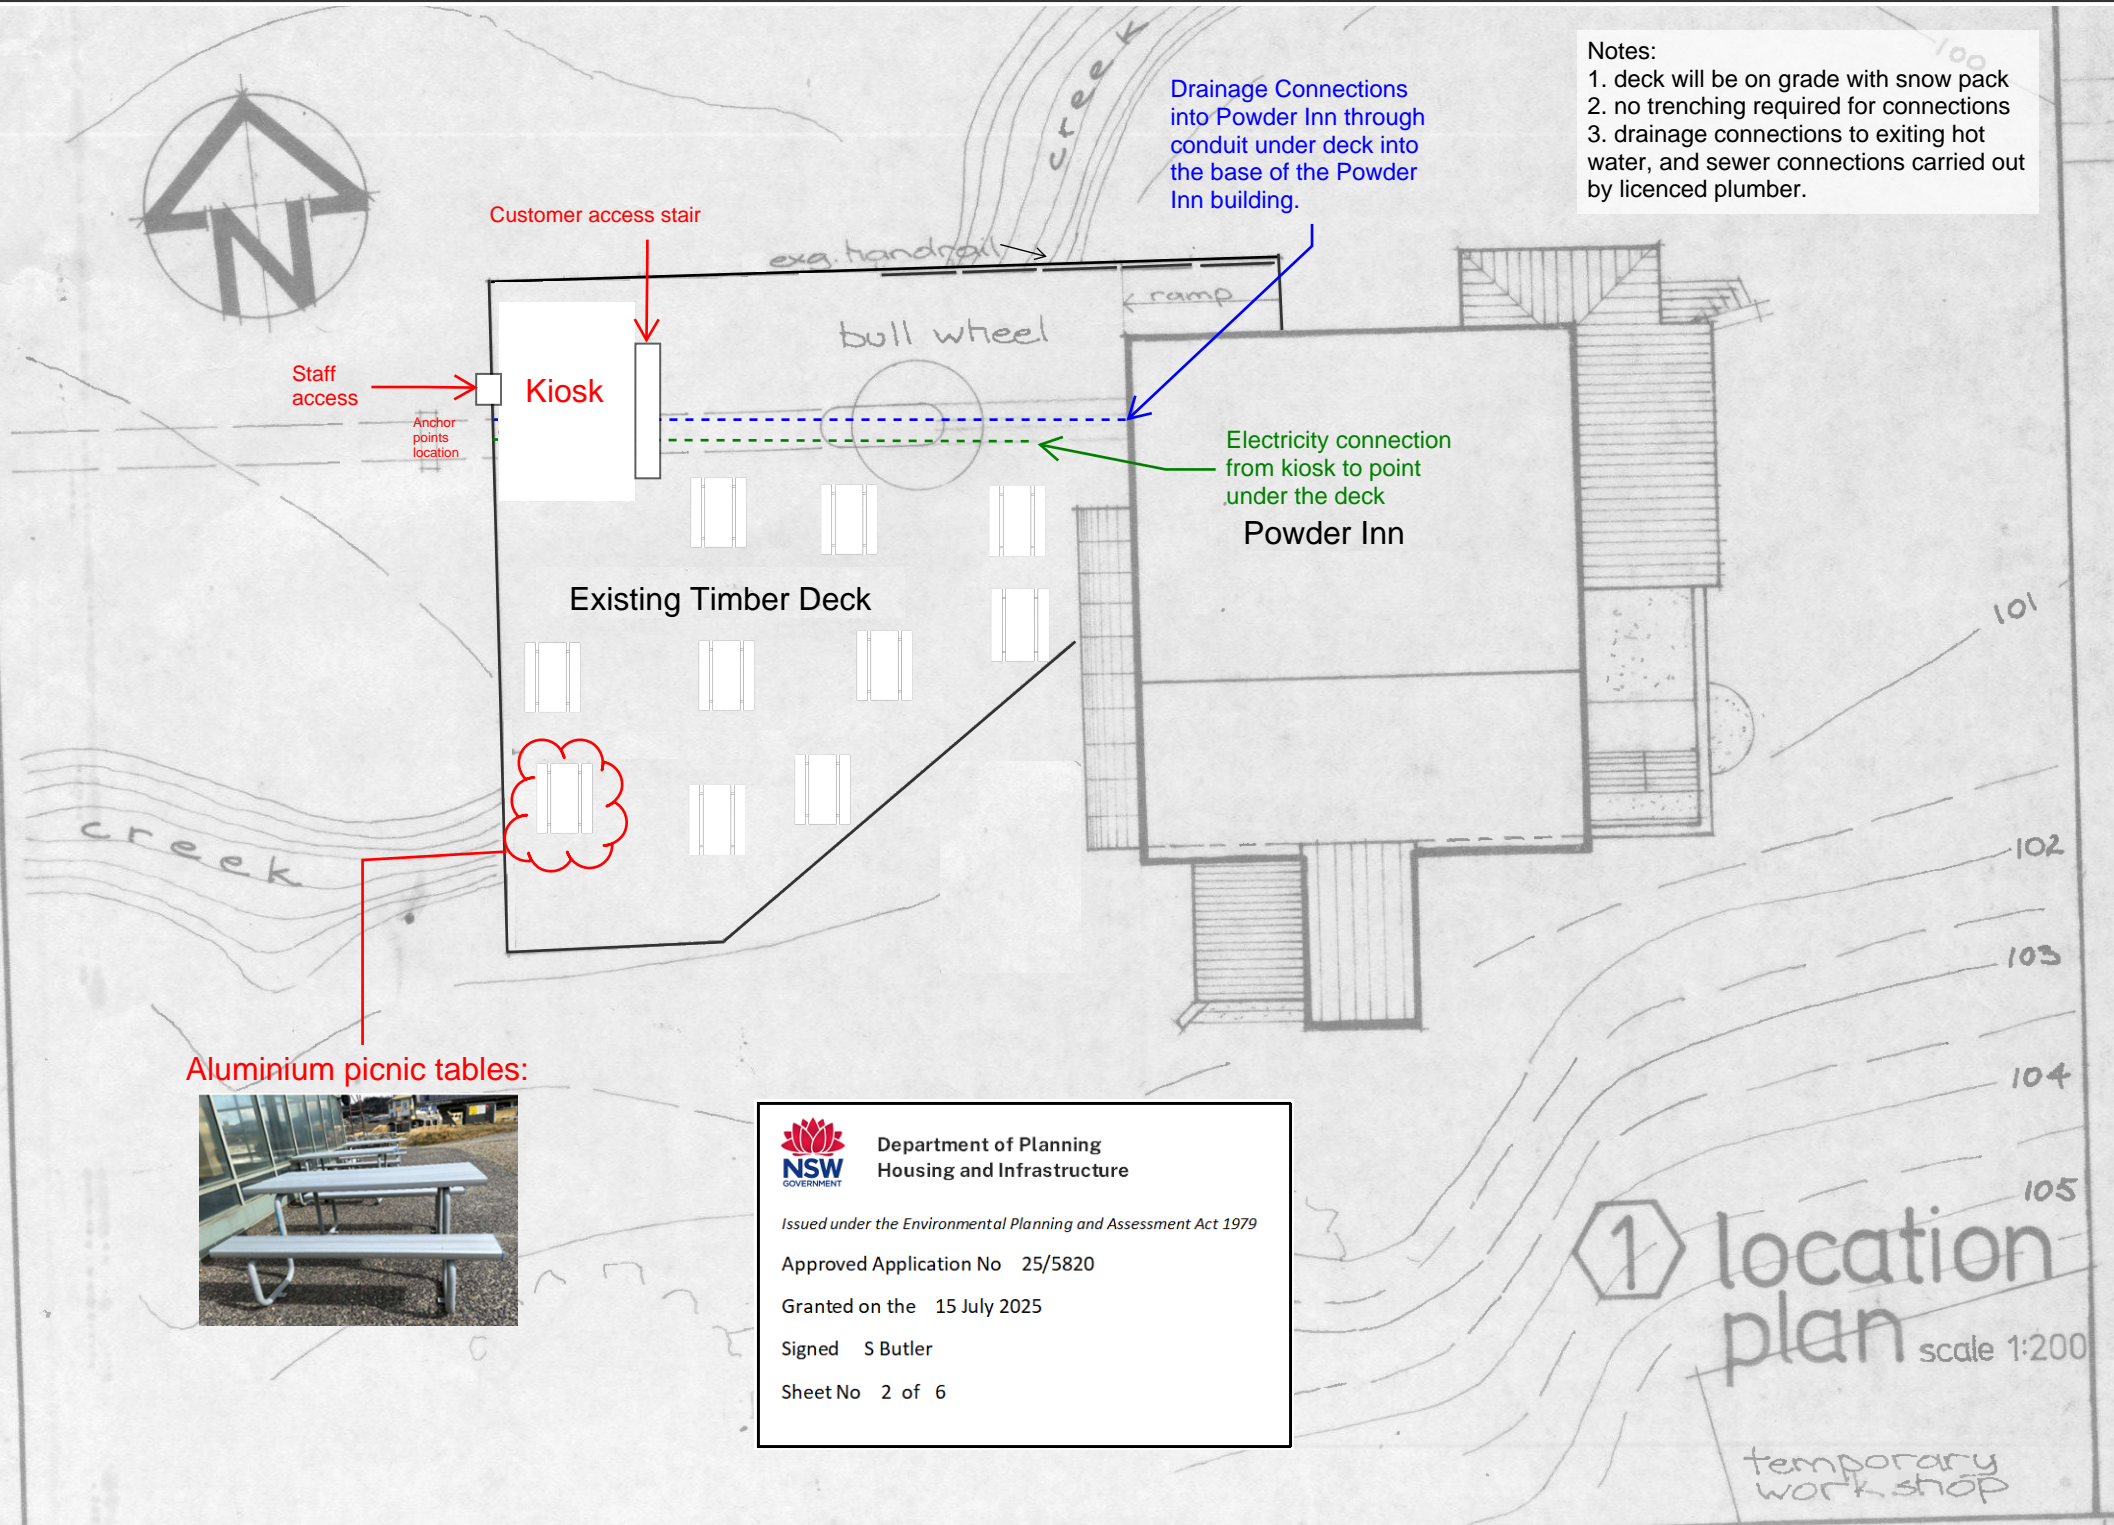 Notes:
1. deck will be on grade with snow pack
2. no trenching required for connections
3. drainage connections to exiting hot
water, and sewer connections carried out
by licenced plumber.
100
creek
Drainage Connections
into Powder Inn through
conduit under deck into
the base of the Powder
Inn building.
N
Customer access stair
exg. handrail
ramp
bull wheel
Staff
access
Kiosk
Anchor
points
location
Electricity connection
from kiosk to point
under the deck
Powder Inn
Existing Timber Deck
101
creek
102
103
104
105
Aluminium picnic tables:
NSW
GOVERNMENT
Department of Planning
Housing and Infrastructure
Issued under the Environmental Planning and Assessment Act 1979
Approved Application No 25/5820
Granted on the 15 July 2025
Signed S Butler
Sheet No 2 of 6
1 location
plan scale 1:200
temporary
workshop